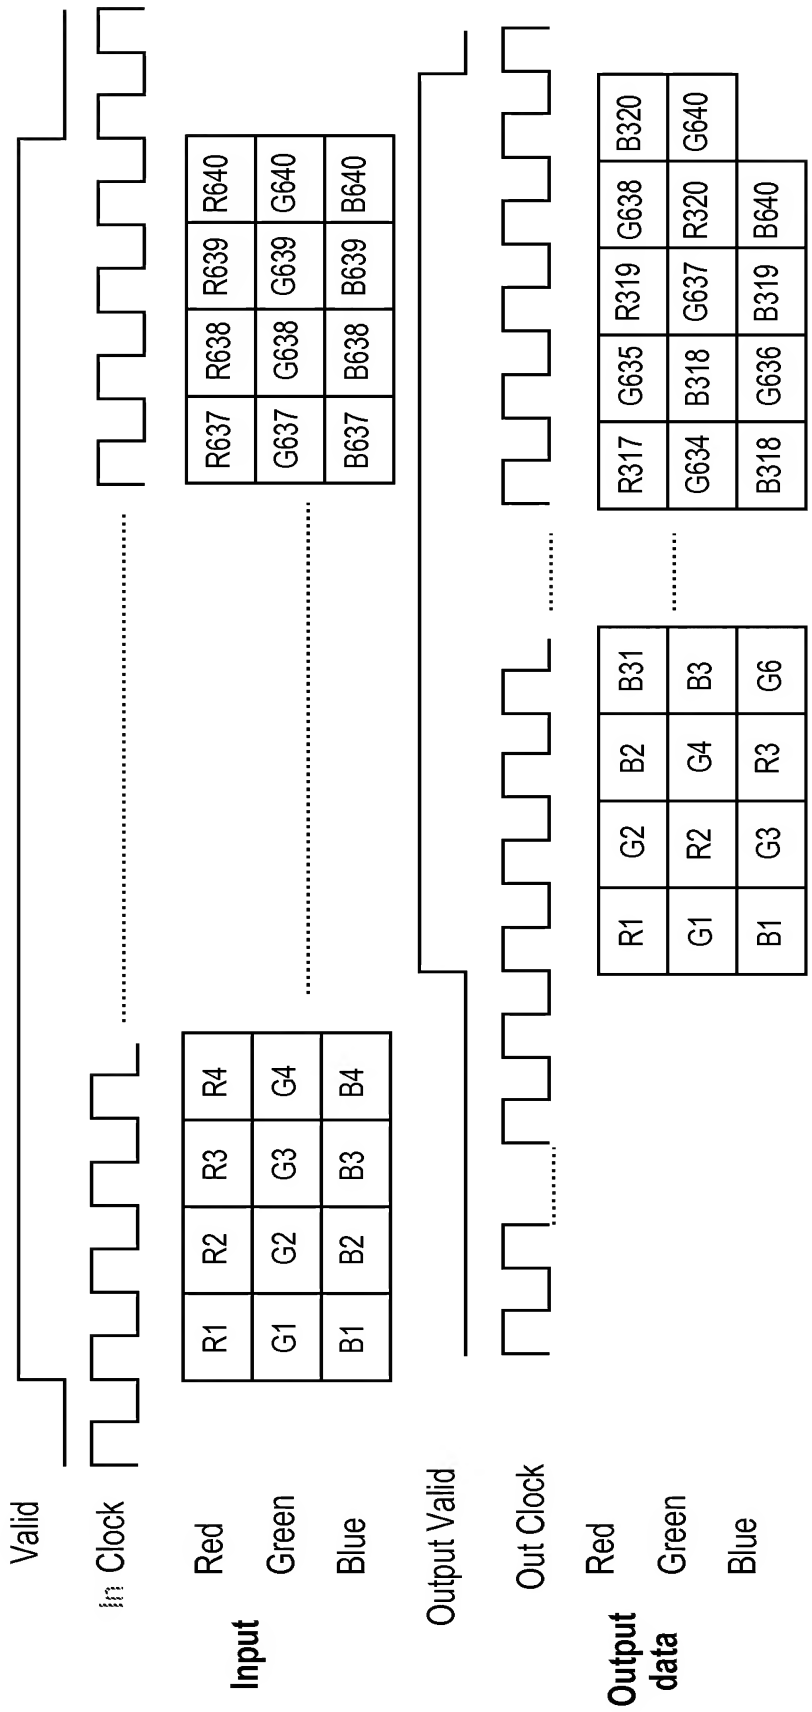 Valid
In Clock
Input
Red R1 R2 R3 R4 R637 R638 R639 R640
Green G1 G2 G3 G4 G637 G638 G639 G640
Blue B1 B2 B3 B4 B637 B638 B639 B640
Output Valid
Out Clock
Output data
Red R1 G2 B2 B31 R317 G635 R319 G638 B320
Green G1 R2 G4 B3 G634 B318 G637 R320 G640
Blue B1 G3 R3 G6 B318 G636 B319 B640